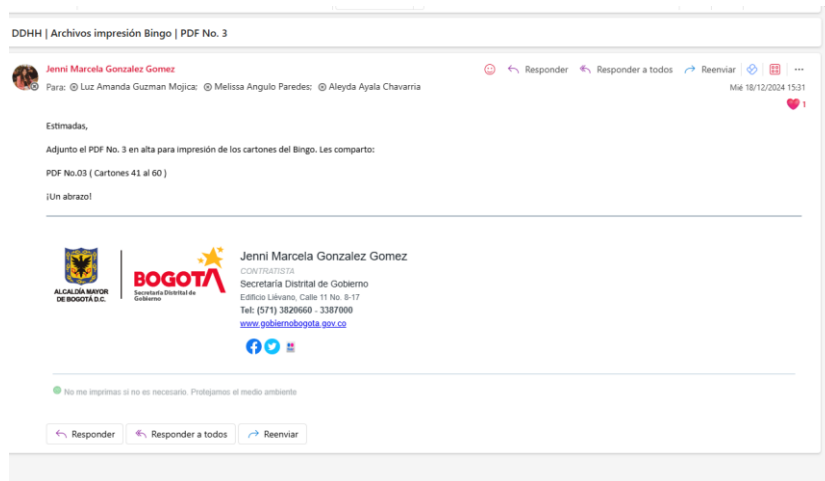 DDHH | Archivos impresión Bingo | PDF No. 3
Jenni Marcela Gonzalez Gomez
Responder
Responder a todos
Reenviar
Para: Luz Amanda Guzman Mojica; Melissa Angulo Paredes; Aleyda Ayala Chavarria
Mié 18/12/2024 15:31
1
Estimadas,
Adjunto el PDF No. 3 en alta para impresión de los cartones del Bingo. Les comparto:
PDF No.03 ( Cartones 41 al 60 )
¡Un abrazo!
ALCALDÍA MAYOR
DE BOGOTÁ D.C.
BOGOTÁ
Secretaría Distrital de
Gobierno
Jenni Marcela Gonzalez Gomez
CONTRATISTA
Secretaría Distrital de Gobierno
Edificio Liévano, Calle 11 No. 8-17
Tel: (571) 3820660 - 3387000
www.gobiernobogota.gov.co
No me imprimas si no es necesario. Protejamos el medio ambiente
Responder
Responder a todos
Reenviar